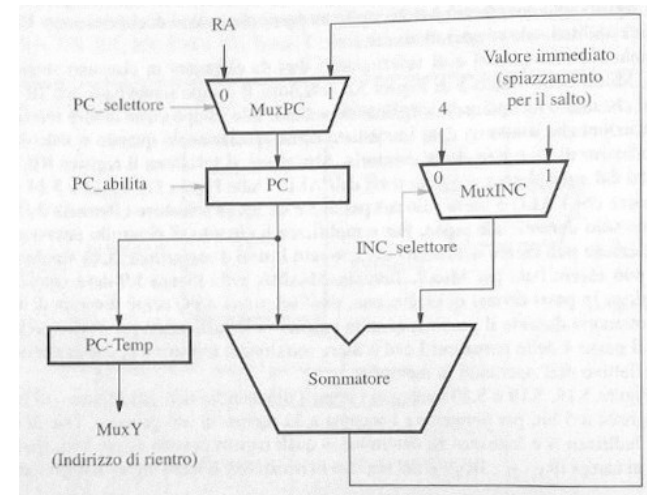 RA
PC_selettore
0
1
MuxPC
Valore immediato
(spiazzamento
per il salto)
4
PC_abilita
PC
0
1
MuxINC
INC_selettore
PC-Temp
Sommatore
MuxY
(Indirizzo di rientro)